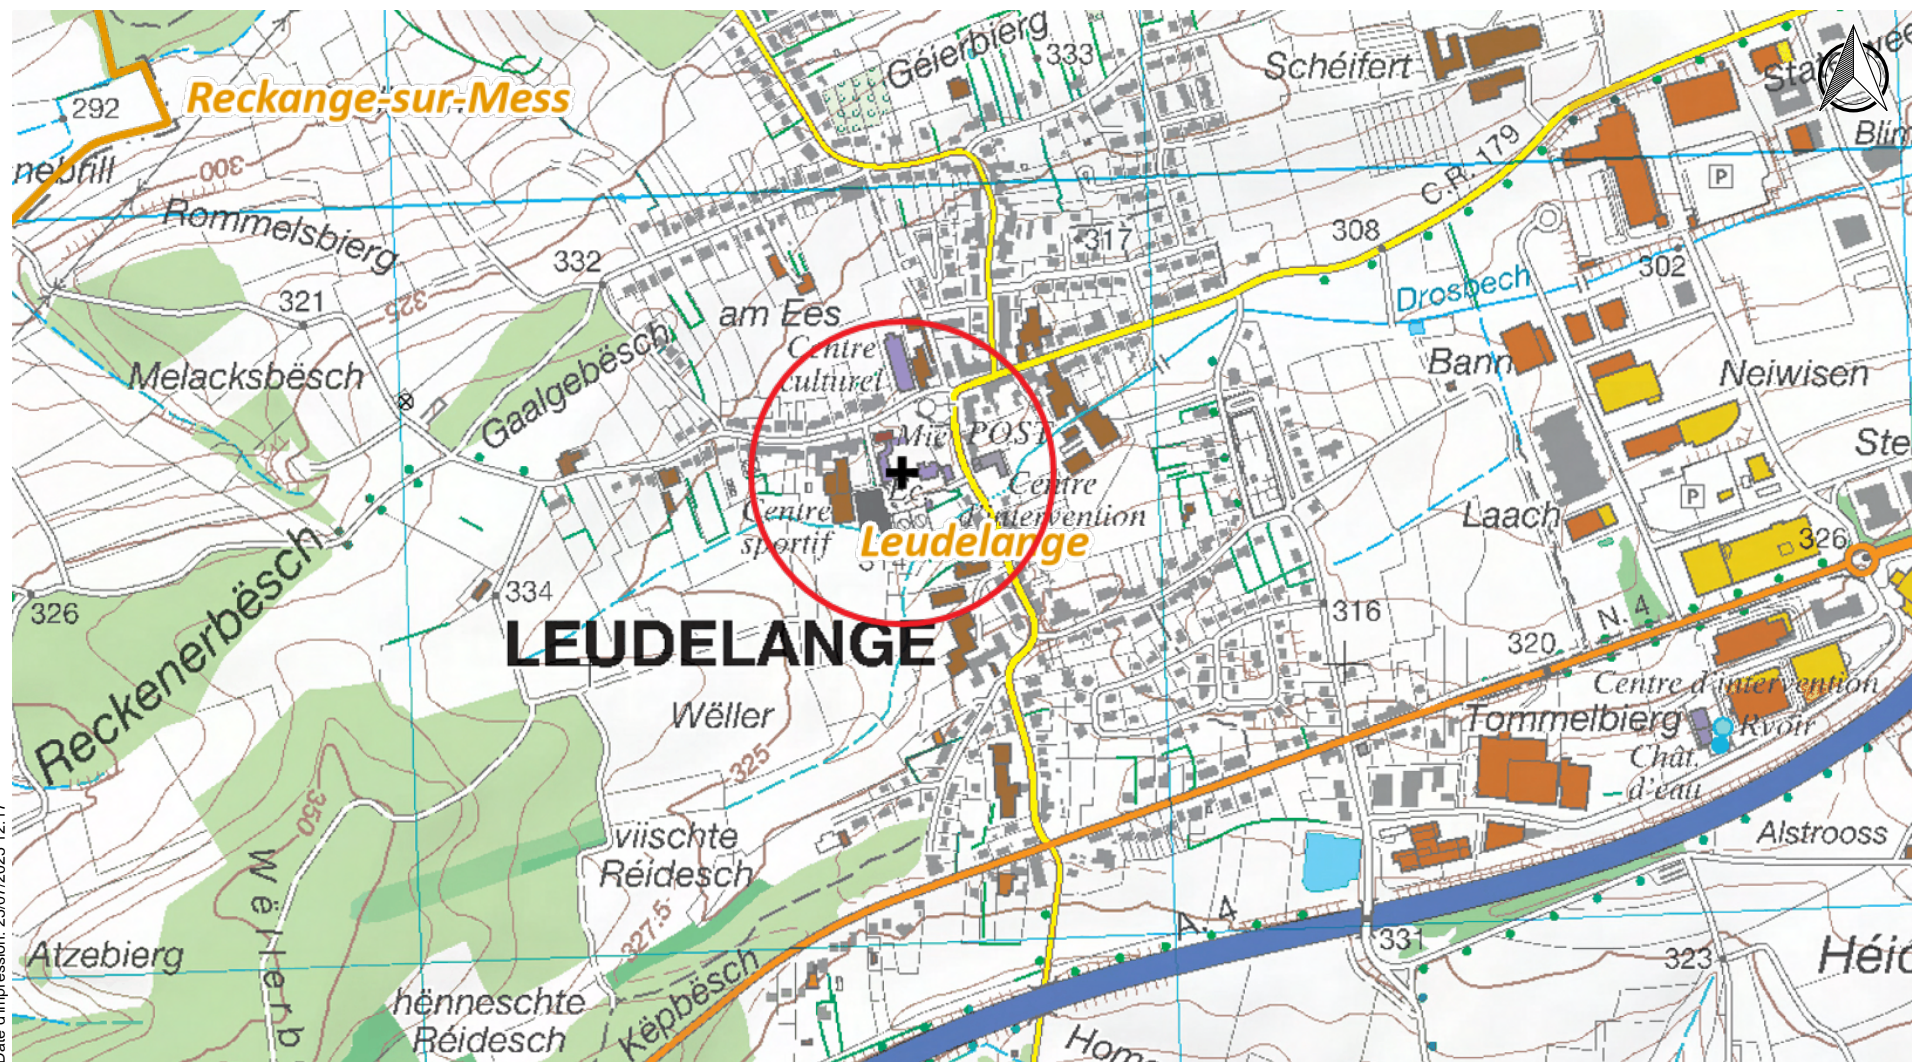 Géierbierg
333
Schéifert
Reckange-sur-Mess
292
C.R. 179
300
Rommelsbierg
332
317
308
302
Drosbech
321
325
am Ees
Gaalgebësch
Melacksbësch
Centre
culturel
Bann
Neiwisen
Mie
POST
Centre
d'intervention
Centre
sportif
Leudelange
314
Laach
326
Reckenerbësch
326
334
LEUDELANGE
316
N. 4
320
Centre d'intervention
Wëller
Tommelbierg
Rvoir
Chât.
d'eau
325
350
viischte
Réidesch
Alstrooss
Wëllerb
327.5
A. 4
331
323
Atzebierg
Këpbësch
hënneschte
Réidesch
P
P